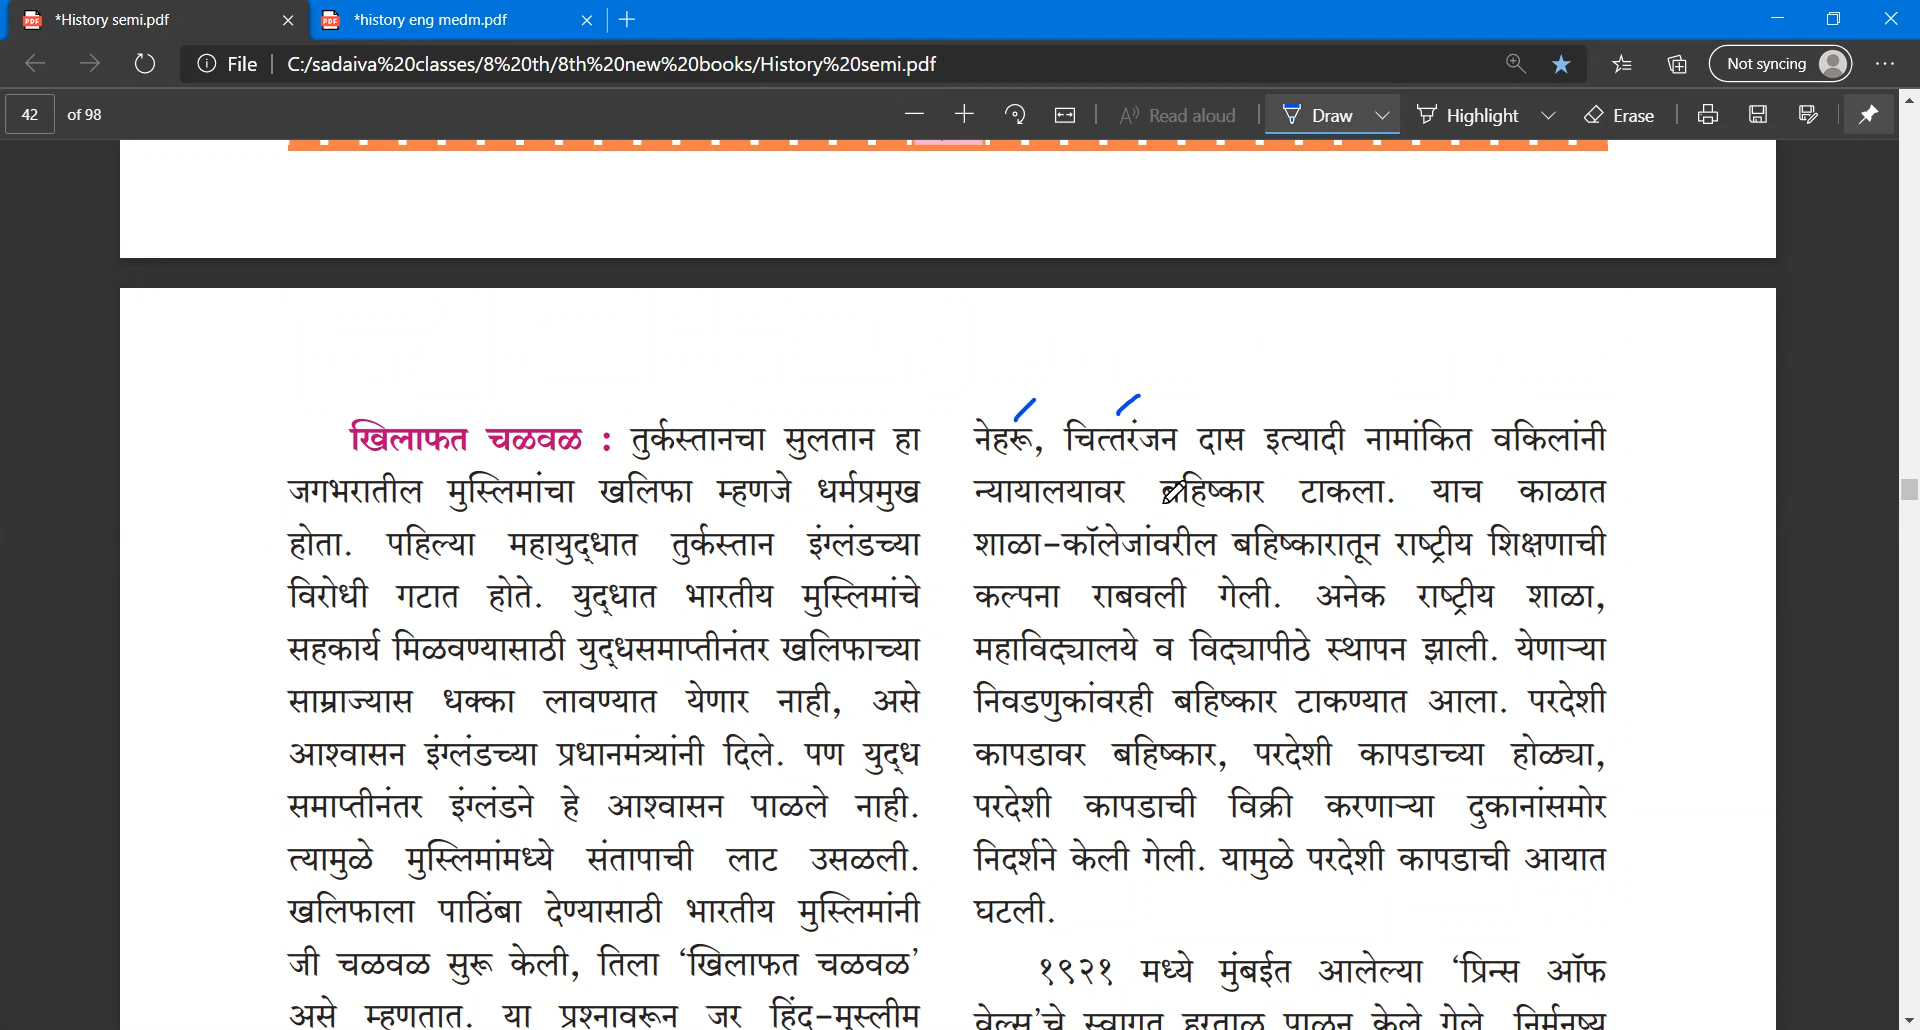 *History semi.pdf
*history eng medm.pdf
File
C:/sadaiva%20classes/8%20th/8th%20new%20books/History%20semi.pdf
Not syncing
42 of 98
Read aloud
Draw
Highlight
Erase
खिलाफत चळवळ : तुर्कस्तानचा सुलतान हा
जगभरातील मुस्लिमांचा खलिफा म्हणजे धर्मप्रमुख
होता. पहिल्या महायुद्धात तुर्कस्तान इंग्लंडच्या
विरोधी गटात होते. युद्धात भारतीय मुस्लिमांचे
सहकार्य मिळवण्यासाठी युद्धसमाप्तीनंतर खलिफाच्या
साम्राज्यास धक्का लावण्यात येणार नाही, असे
आश्वासन इंग्लंडच्या प्रधानमंत्र्यांनी दिले. पण युद्ध
समाप्तीनंतर इंग्लंडने हे आश्वासन पाळले नाही.
त्यामुळे मुस्लिमांमध्ये संतापाची लाट उसळली.
खलिफाला पाठिंबा देण्यासाठी भारतीय मुस्लिमांनी
जी चळवळ सुरू केली, तिला ‘खिलाफत चळवळ’
असे म्हणतात. या प्रश्नावरून जर हिंदू-मुस्लीम
नेहरू, चित्तरंजन दास इत्यादी नामांकित वकिलांनी
न्यायालयावर बहिष्कार टाकला. याच काळात
शाळा-कॉलेजांवरील बहिष्कारातून राष्ट्रीय शिक्षणाची
कल्पना राबवली गेली. अनेक राष्ट्रीय शाळा,
महाविद्यालये व विद्यापीठे स्थापन झाली. येणाऱ्या
निवडणुकांवरही बहिष्कार टाकण्यात आला. परदेशी
कापडावर बहिष्कार, परदेशी कापडाच्या होळ्या,
परदेशी कापडाची विक्री करणाऱ्या दुकानांसमोर
निदर्शने केली गेली. यामुळे परदेशी कापडाची आयात
घटली.
१९२१ मध्ये मुंबईत आलेल्या ‘प्रिन्स ऑफ
वेल्स’चे स्वागत हरताळ पाळून केले गेले. निर्मनुष्य